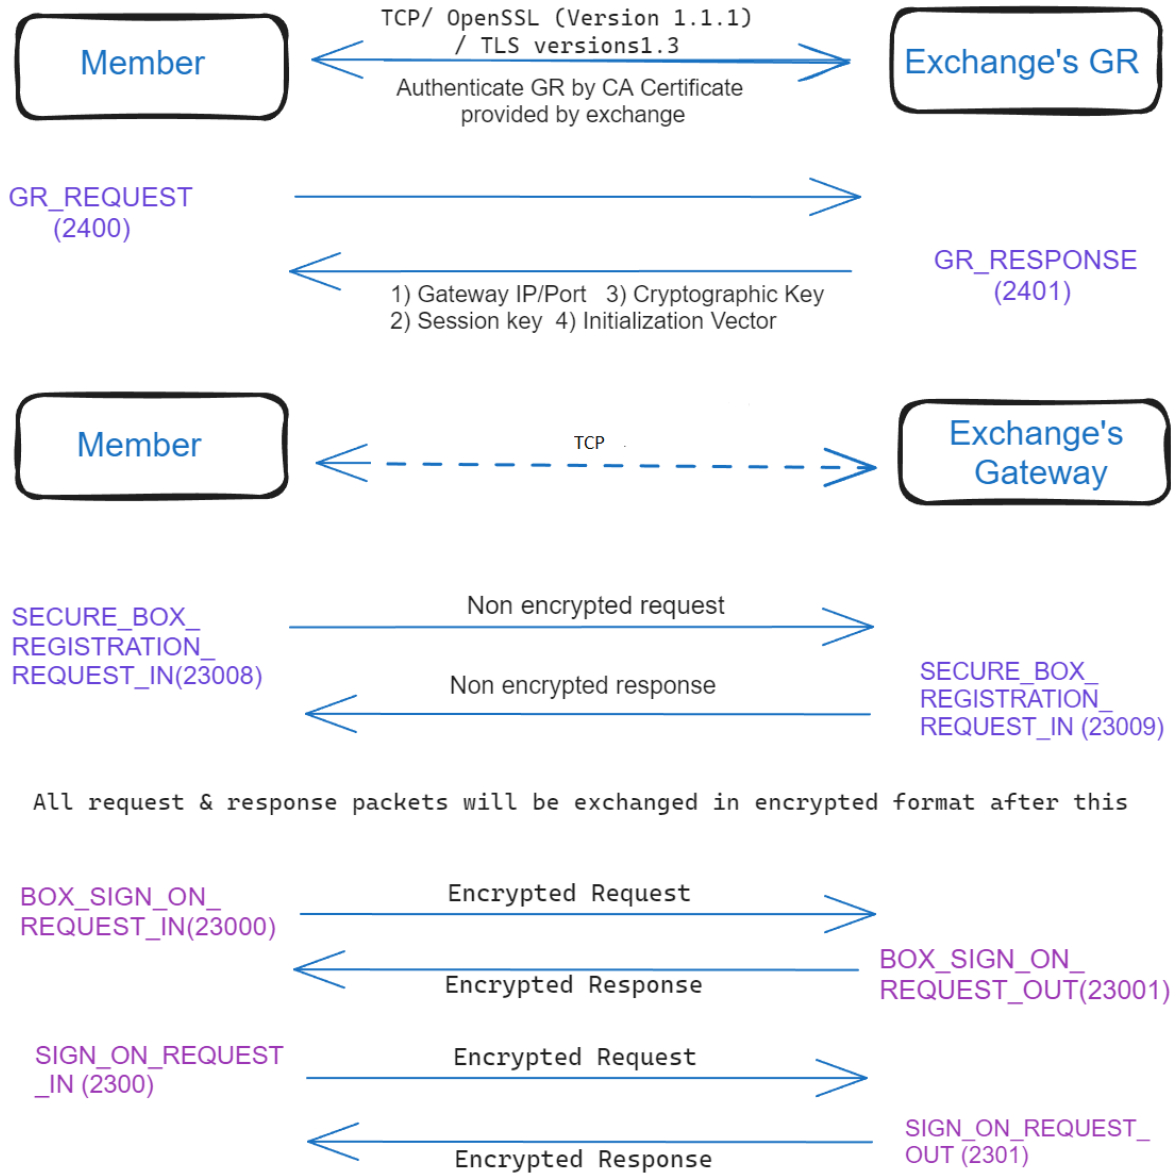 TCP/ OpenSSL (Version 1.1.1)
/ TLS versions1.3
Member
Exchange's GR
Authenticate GR by CA Certificate
provided by exchange
GR_REQUEST
(2400)
GR_RESPONSE
(2401)
1) Gateway IP/Port 3) Cryptographic Key
2) Session key 4) Initialization Vector
Member
TCP
Exchange's
Gateway
SECURE_BOX_
REGISTRATION_
REQUEST_IN(23008)
Non encrypted request
Non encrypted response
SECURE_BOX_
REGISTRATION_
REQUEST_IN (23009)
All request & response packets will be exchanged in encrypted format after this
BOX_SIGN_ON_
REQUEST_IN(23000)
Encrypted Request
BOX_SIGN_ON_
REQUEST_OUT(23001)
Encrypted Response
SIGN_ON_REQUEST
_IN (2300)
Encrypted Request
SIGN_ON_REQUEST_
OUT (2301)
Encrypted Response